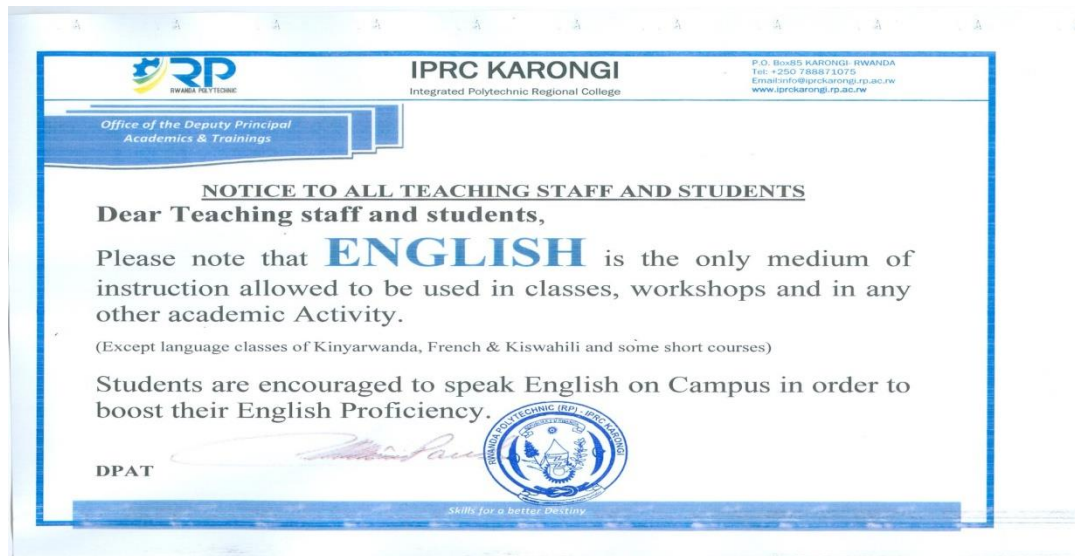 RP
RWANDA POLYTECHNIC
IPRC KARONGI
Integrated Polytechnic Regional College
P.O. Box85 KARONGI- RWANDA
Tel: +250 788871075
Email:info@iprckarongi.rp.ac.rw
www.iprckarongi.rp.ac.rw
Office of the Deputy Principal
Academics & Trainings
NOTICE TO ALL TEACHING STAFF AND STUDENTS
Dear Teaching staff and students,
Please note that ENGLISH is the only medium of
instruction allowed to be used in classes, workshops and in any
other academic Activity.
(Except language classes of Kinyarwanda, French & Kiswahili and some short courses)
Students are encouraged to speak English on Campus in order to
boost their English Proficiency.
RWANDA POLYTECHNIC (RP) - IPRC KARONGI
DPAT
Skills for a better Destiny